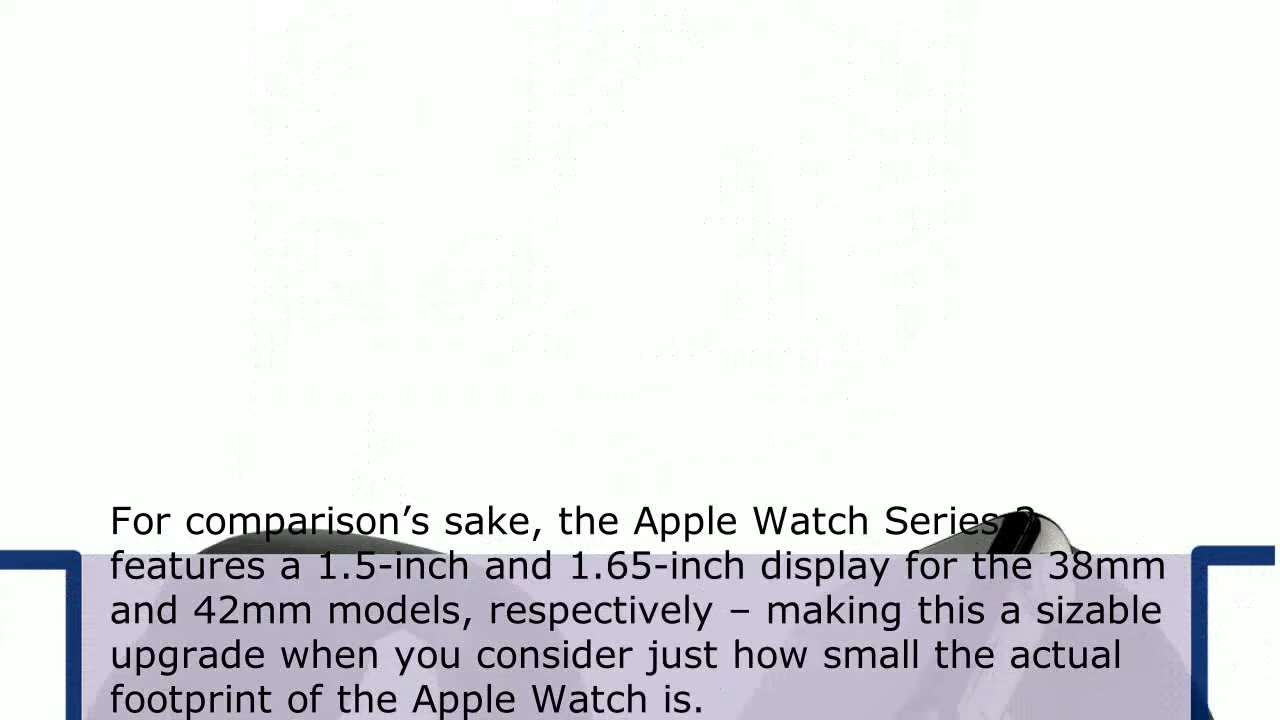 For comparison’s sake, the Apple Watch Series 3
features a 1.5-inch and 1.65-inch display for the 38mm
and 42mm models, respectively – making this a sizable
upgrade when you consider just how small the actual
footprint of the Apple Watch is.